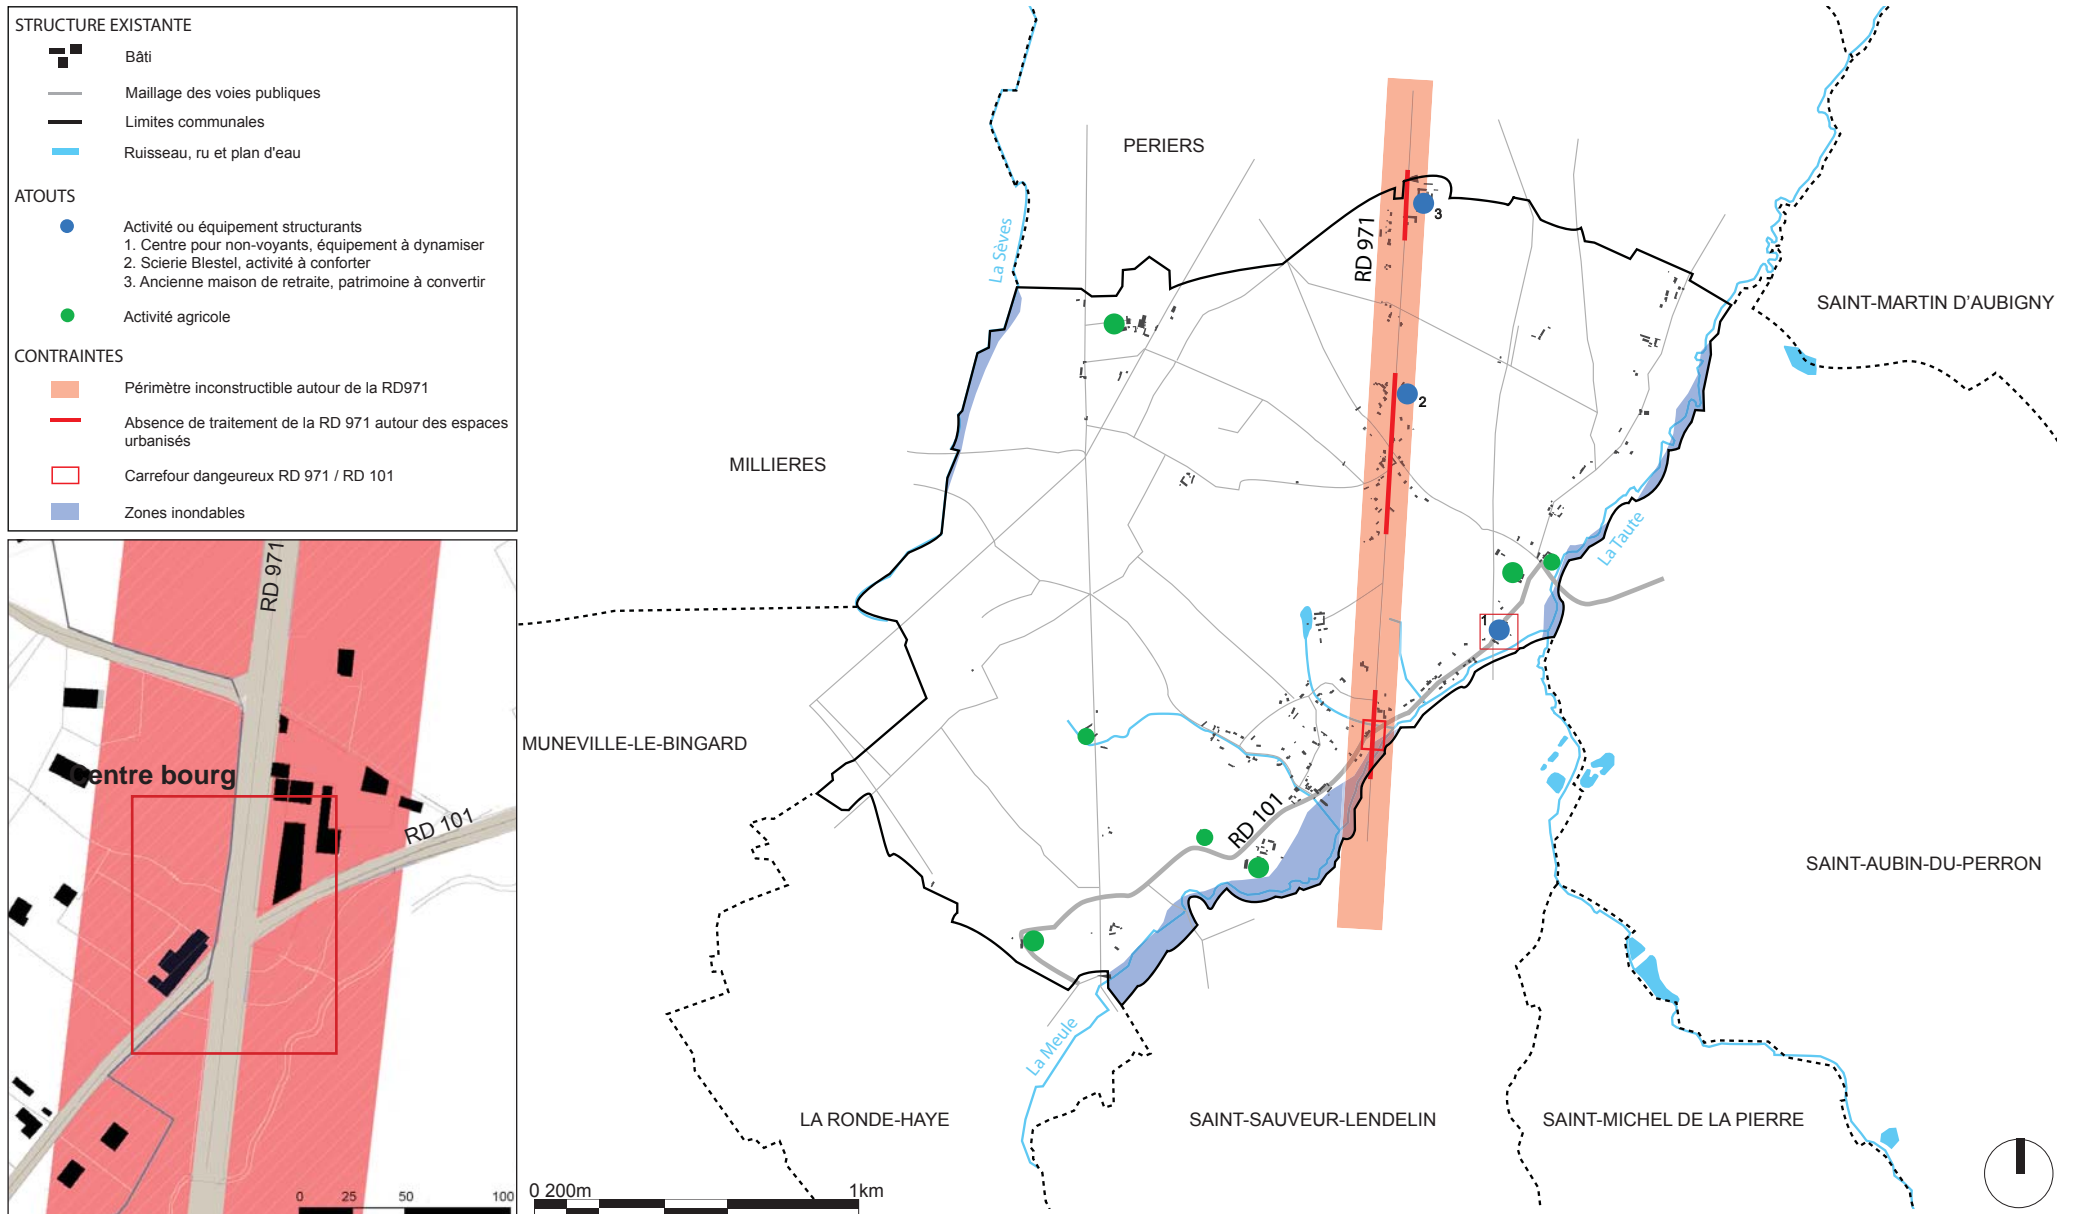 STRUCTURE EXISTANTE
Bâti
Maillage des voies publiques
Limites communales
Ruisseau, ru et plan d'eau
ATOUTS
Activité ou équipement structurants
1. Centre pour non-voyants, équipement à dynamiser
2. Scierie Blestel, activité à conforter
3. Ancienne maison de retraite, patrimoine à convertir
Activité agricole
CONTRAINTES
Périmètre inconstructible autour de la RD971
Absence de traitement de la RD 971 autour des espaces
urbanisés
Carrefour dangeureux RD 971 / RD 101
Zones inondables
RD 971
Centre bourg
RD 101
0 25 50 100
PERIERS
La Sèves
RD 971
3
SAINT-MARTIN D'AUBIGNY
2
MILLIERES
La Taute
1
MUNEVILLE-LE-BINGARD
RD 101
SAINT-AUBIN-DU-PERRON
La Meule
LA RONDE-HAYE
SAINT-SAUVEUR-LENDELIN
SAINT-MICHEL DE LA PIERRE
0 200m 1km